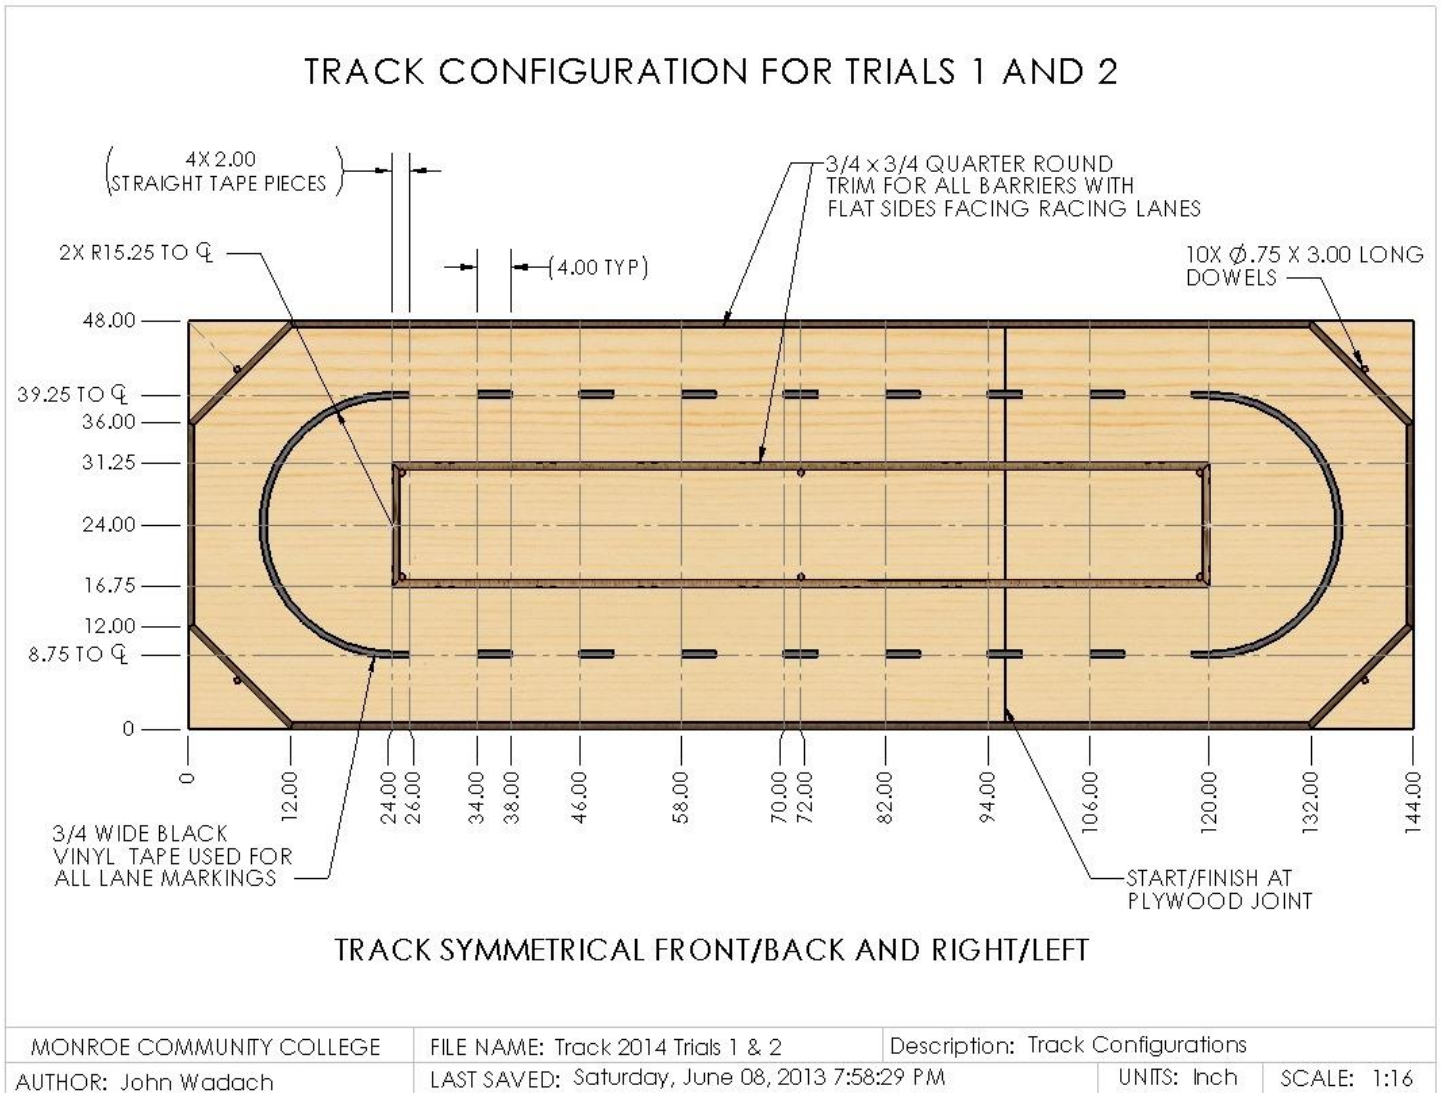 TRACK CONFIGURATION FOR TRIALS 1 AND 2
4X 2.00
(STRAIGHT TAPE PIECES)
3/4 x 3/4 QUARTER ROUND
TRIM FOR ALL BARRIERS WITH
FLAT SIDES FACING RACING LANES
2X R15.25 TO ℄
(4.00 TYP)
10X Ø.75 X 3.00 LONG
DOWELS
48.00
39.25 TO ℄
36.00
31.25
24.00
16.75
12.00
8.75 TO ℄
0
0
12.00
24.00
26.00
34.00
38.00
46.00
58.00
70.00
72.00
82.00
94.00
106.00
120.00
132.00
144.00
3/4 WIDE BLACK
VINYL TAPE USED FOR
ALL LANE MARKINGS
START/FINISH AT
PLYWOOD JOINT
TRACK SYMMETRICAL FRONT/BACK AND RIGHT/LEFT
MONROE COMMUNITY COLLEGE
FILE NAME: Track 2014 Trials 1 & 2
Description: Track Configurations
AUTHOR: John Wadach
LAST SAVED: Saturday, June 08, 2013 7:58:29 PM
UNITS: Inch
SCALE: 1:16